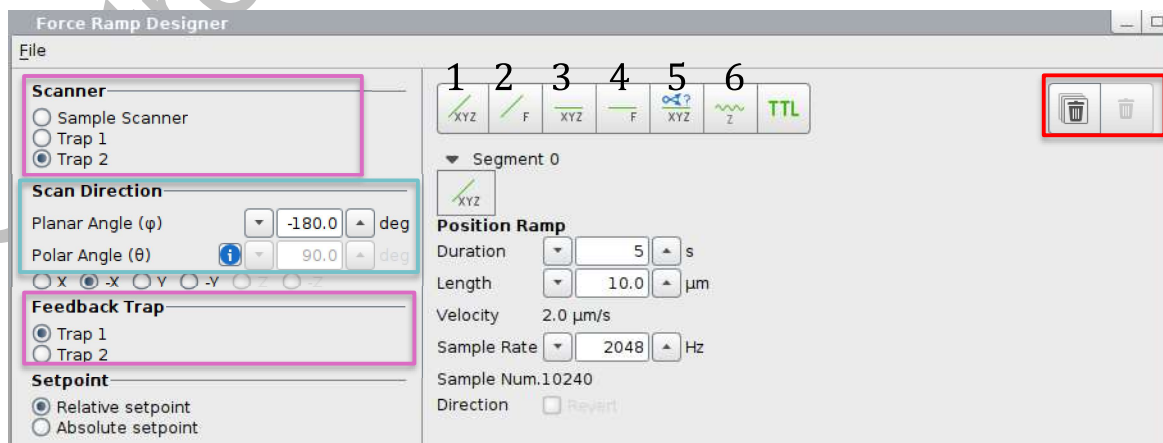 Force Ramp Designer
File
Scanner
Sample Scanner
Trap 1
Trap 2
Scan Direction
Planar Angle (φ) -180.0 deg
Polar Angle (θ) i 90.0 deg
X -X Y -Y Z -Z
Feedback Trap
Trap 1
Trap 2
Setpoint
Relative setpoint
Absolute setpoint
1 2 3 4 5 6
XYZ F XYZ F ? XYZ Z TTL
Segment 0
XYZ
Position Ramp
Duration 5 s
Length 10.0 μm
Velocity 2.0 μm/s
Sample Rate 2048 Hz
Sample Num.10240
Direction Revert